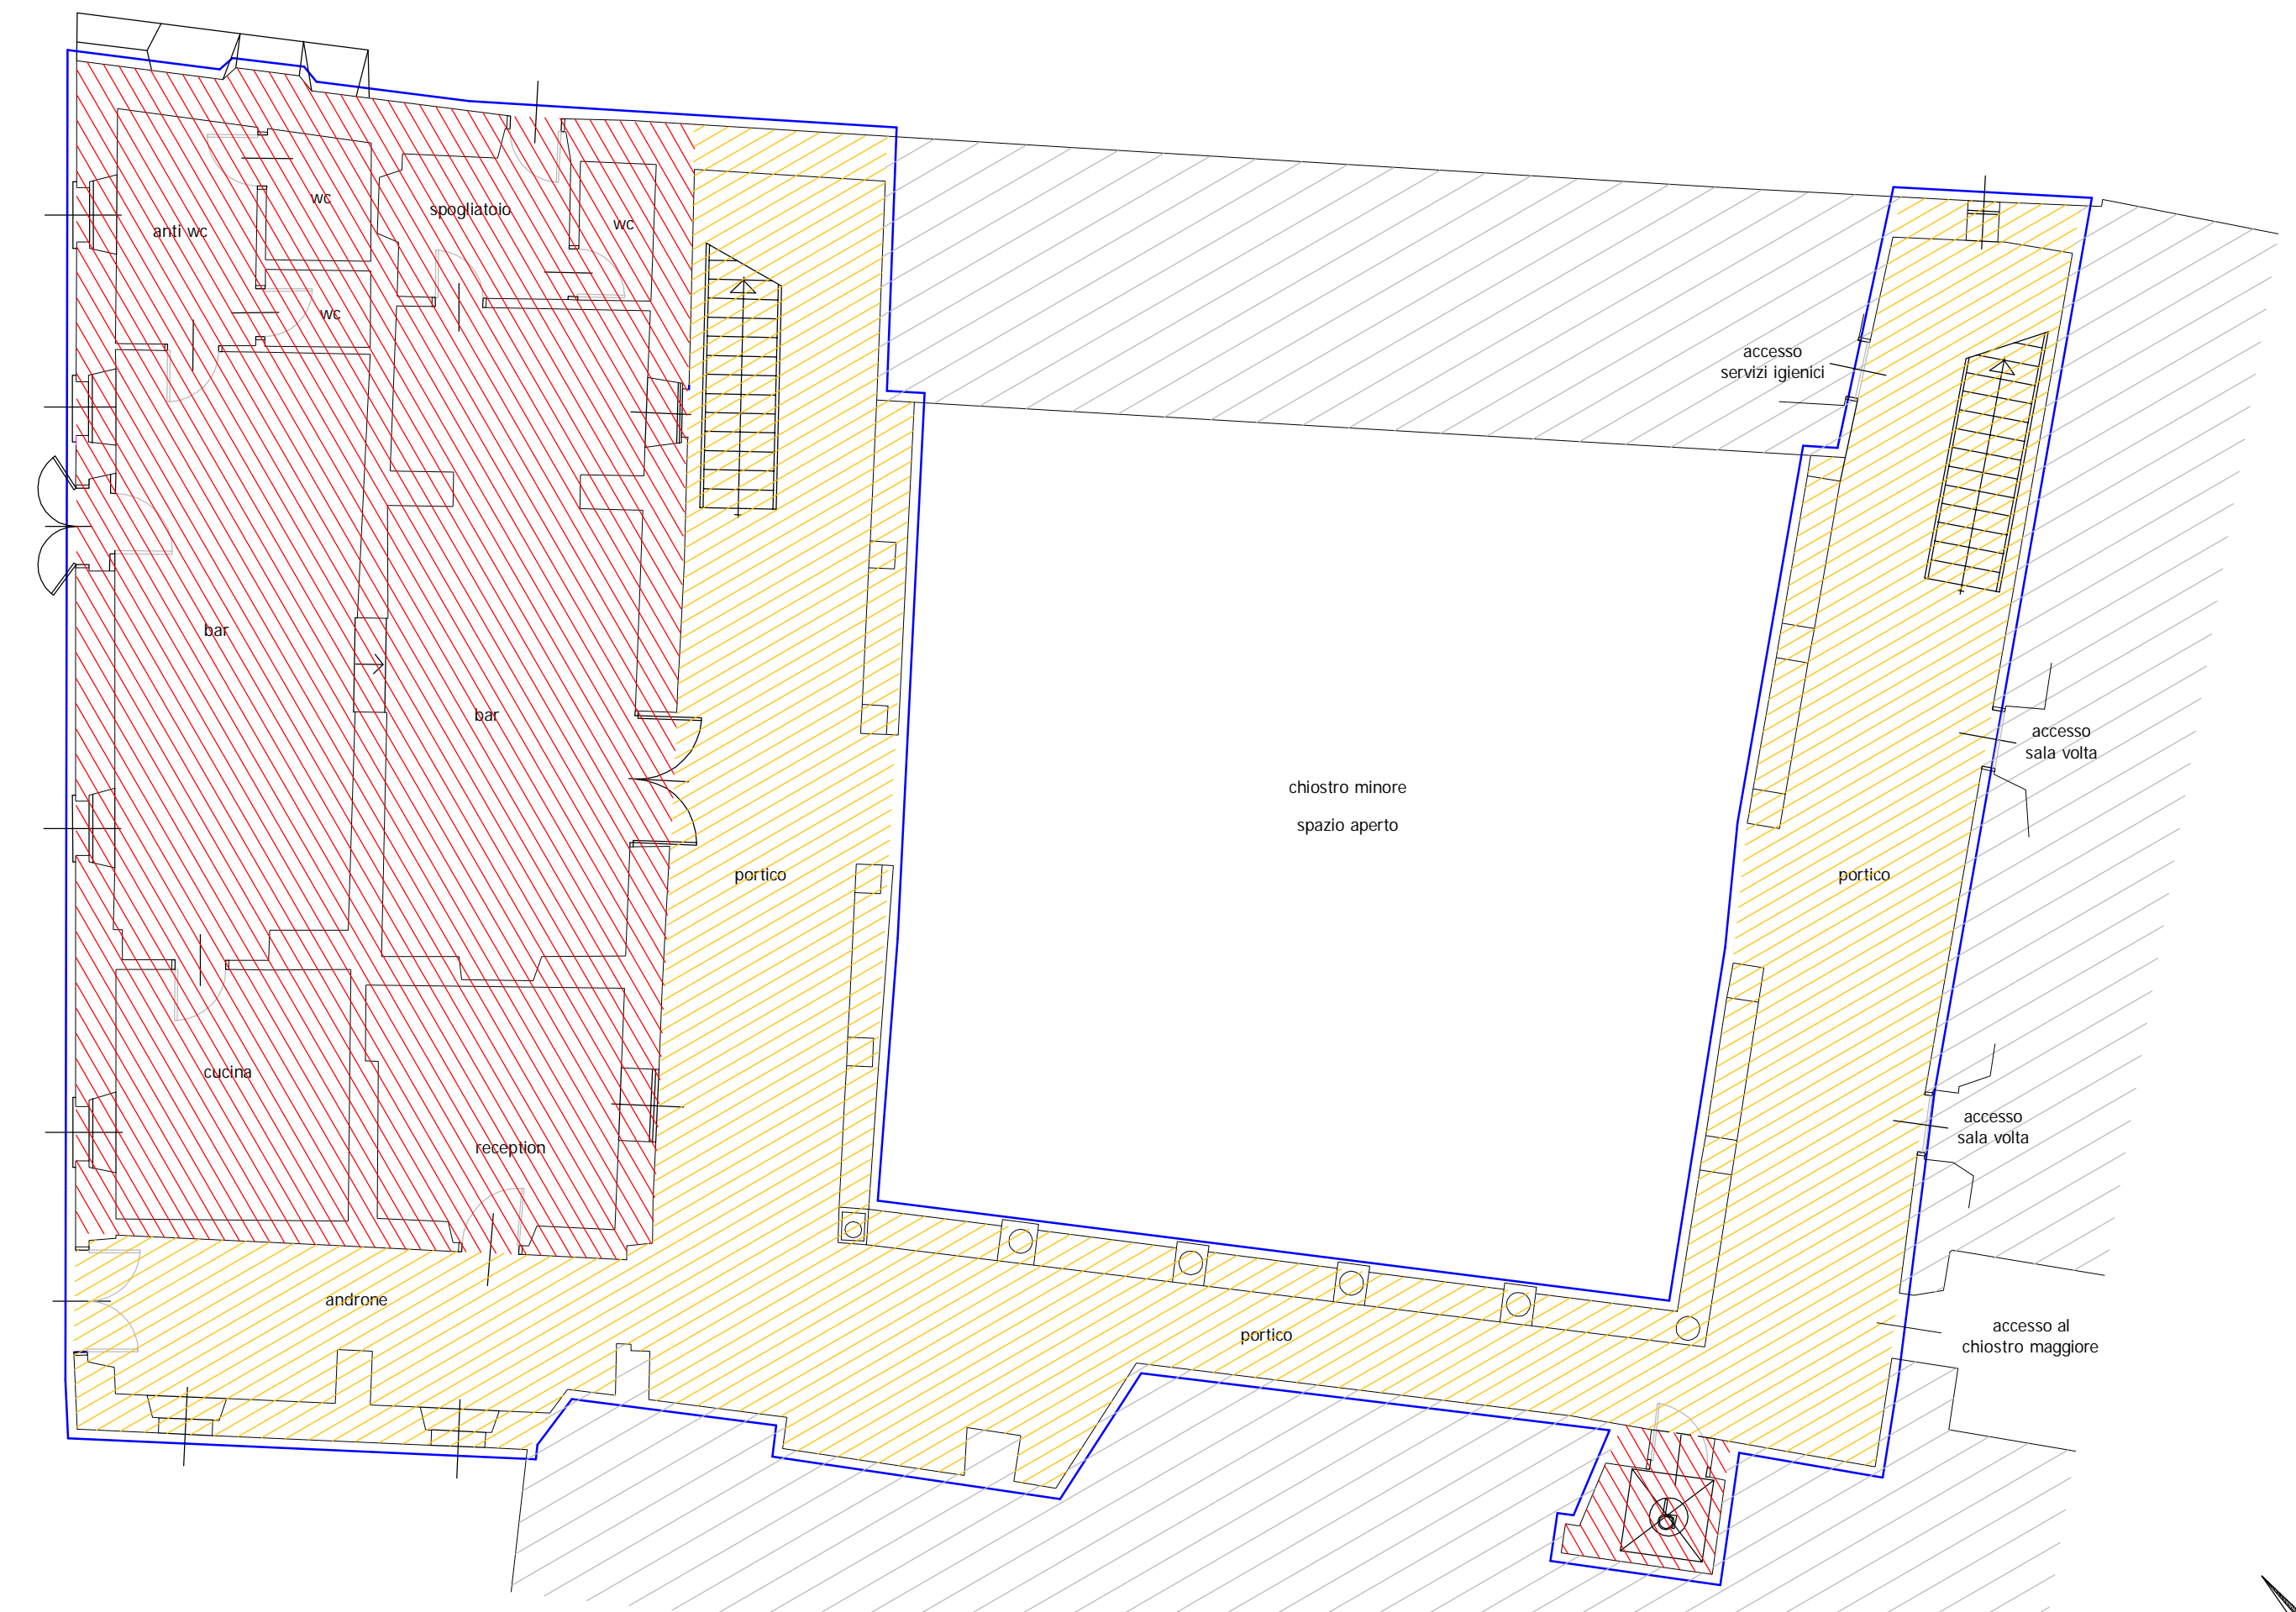 wc
spogliatoio
wc
anti wc
wc
accesso
servizi igienici
bar
bar
accesso
sala volta
chiostro minore
spazio aperto
portico
portico
cucina
accesso
sala volta
reception
androne
portico
accesso al
chiostro maggiore